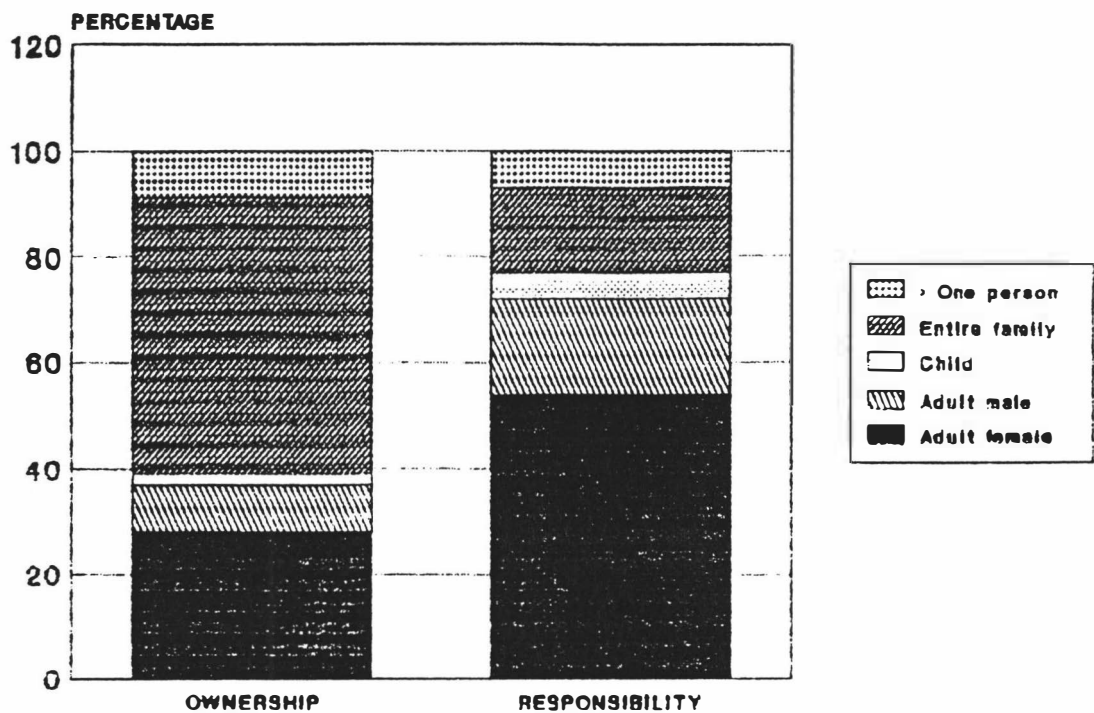 PERCENTAGE
120
100
80
60
40
20
0
OWNERSHIP
RESPONSIBILITY
› One person
Entire family
Child
Adult male
Adult female